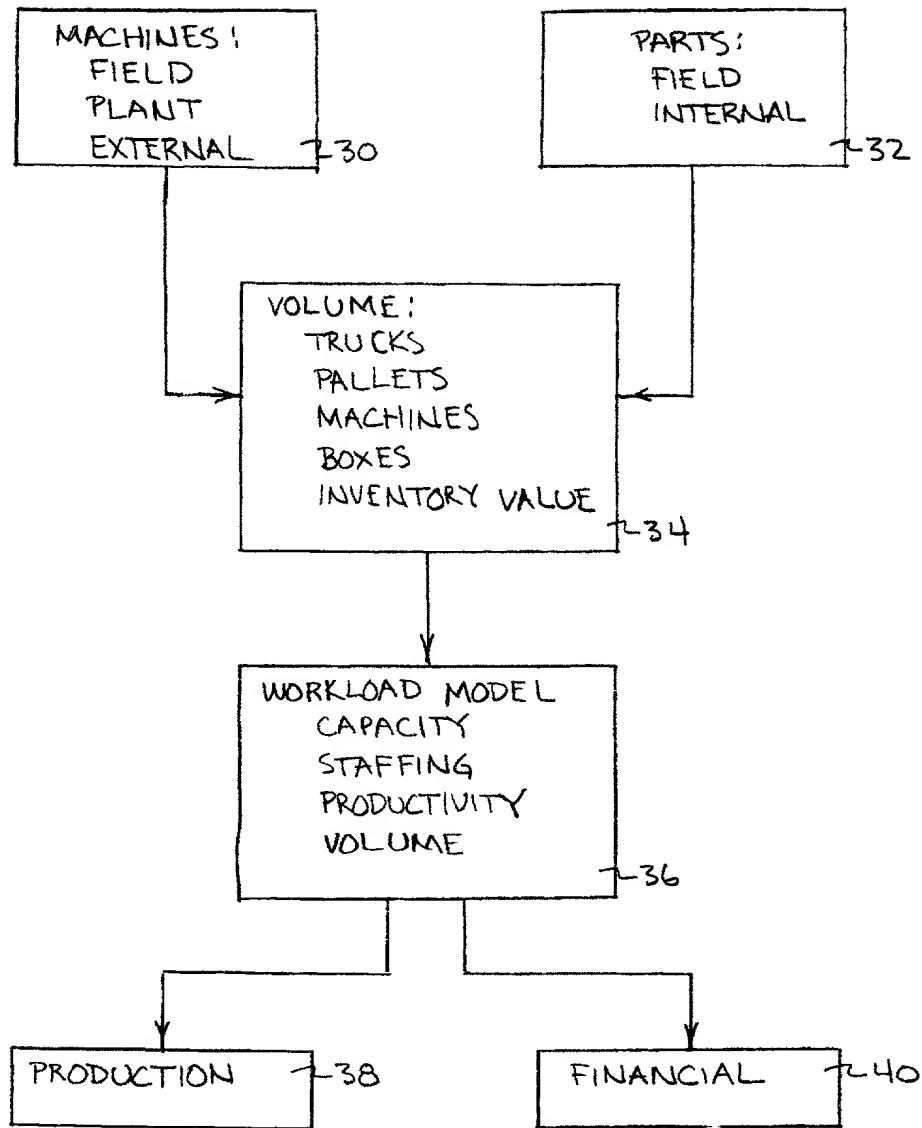 MACHINES:
FIELD
PLANT
EXTERNAL
30
PARTS:
FIELD
INTERNAL
32
VOLUME:
TRUCKS
PALLETS
MACHINES
BOXES
INVENTORY VALUE
34
WORKLOAD MODEL
CAPACITY
STAFFING
PRODUCTIVITY
VOLUME
36
PRODUCTION
38
FINANCIAL
40